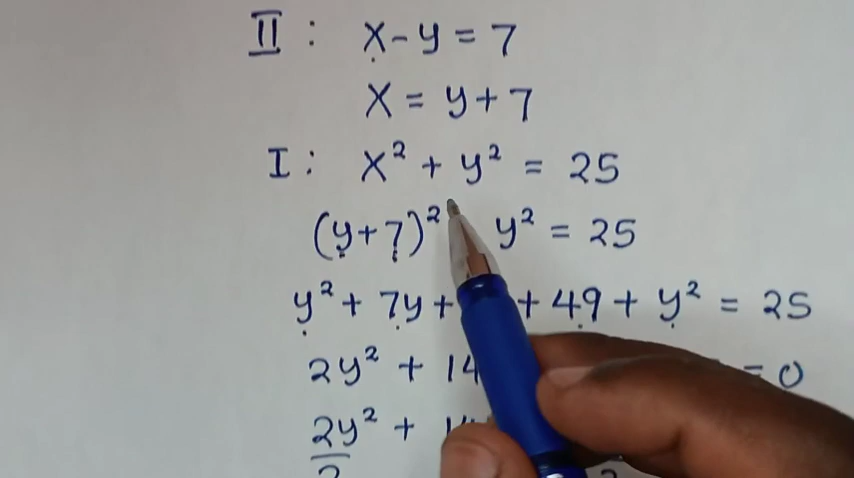 II : x - y = 7
x = y + 7
I : x² + y² = 25
(y + 7)² y² = 25
y² + 7y + + 49 + y² = 25
2y² + 14 = 0
2y² +